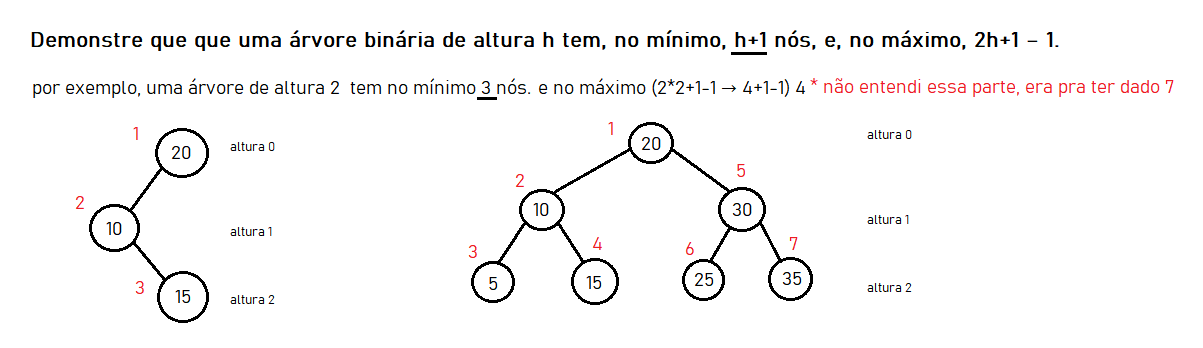 Demonstre que que uma árvore binária de altura h tem, no mínimo, h+1 nós, e, no máximo, 2h+1 – 1.
por exemplo, uma árvore de altura 2 tem no mínimo 3 nós. e no máximo (2*2+1-1 → 4+1-1) 4 * não entendi essa parte, era pra ter dado 7
1
20
altura 0
2
10
altura 1
3
15
altura 2
1
20
altura 0
2
10
5
30
altura 1
3
5
4
15
6
25
7
35
altura 2